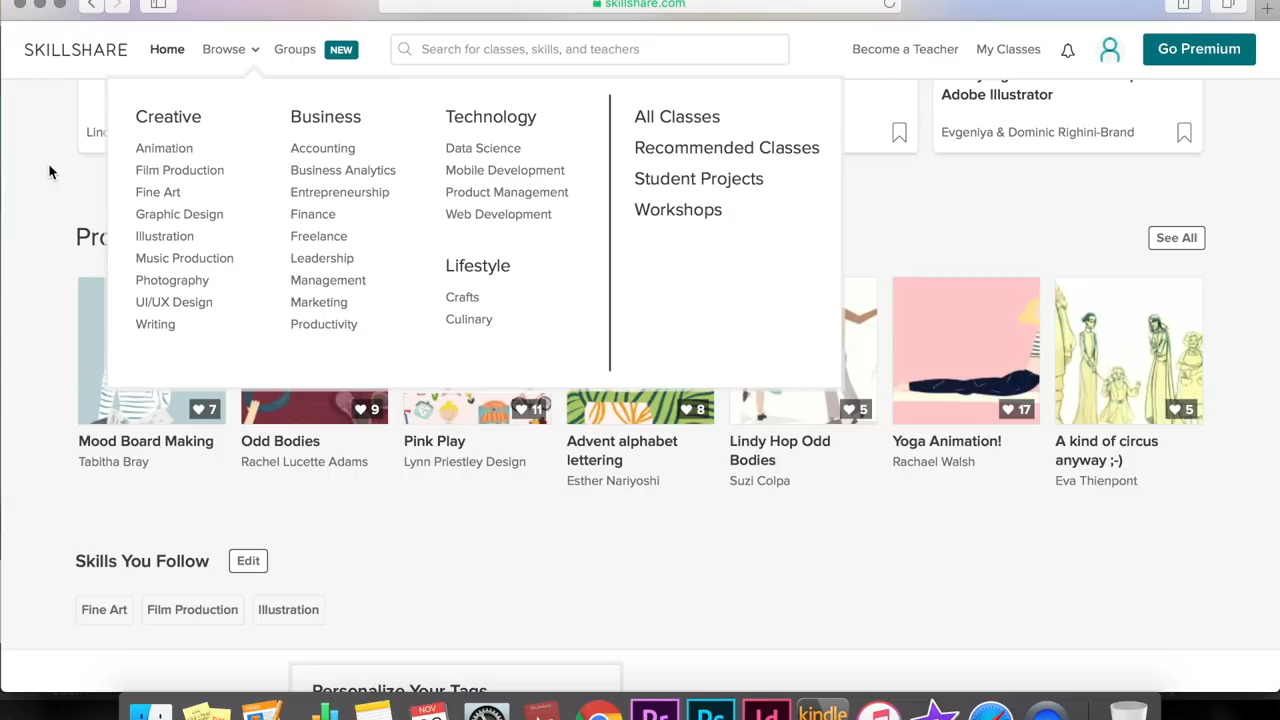 skillshare.com
SKILLSHARE Home Browse Groups NEW Search for classes, skills, and teachers Become a Teacher My Classes Go Premium
Adobe Illustrator
Evgeniya & Dominic Righini-Brand
Creative
Animation
Film Production
Fine Art
Graphic Design
Illustration
Music Production
Photography
UI/UX Design
Writing
Business
Accounting
Business Analytics
Entrepreneurship
Finance
Freelance
Leadership
Management
Marketing
Productivity
Technology
Data Science
Mobile Development
Product Management
Web Development
Lifestyle
Crafts
Culinary
All Classes
Recommended Classes
Student Projects
Workshops
See All
7 9 11 8 5 17 5
Mood Board Making
Tabitha Bray
Odd Bodies
Rachel Lucette Adams
Pink Play
Lynn Priestley Design
Advent alphabet
lettering
Esther Nariyoshi
Lindy Hop Odd
Bodies
Suzi Colpa
Yoga Animation!
Rachael Walsh
A kind of circus
anyway ;-)
Eva Thienpont
Skills You Follow Edit
Fine Art Film Production Illustration
Personalize Your Tags
NOV
Pr Ps Id kindle